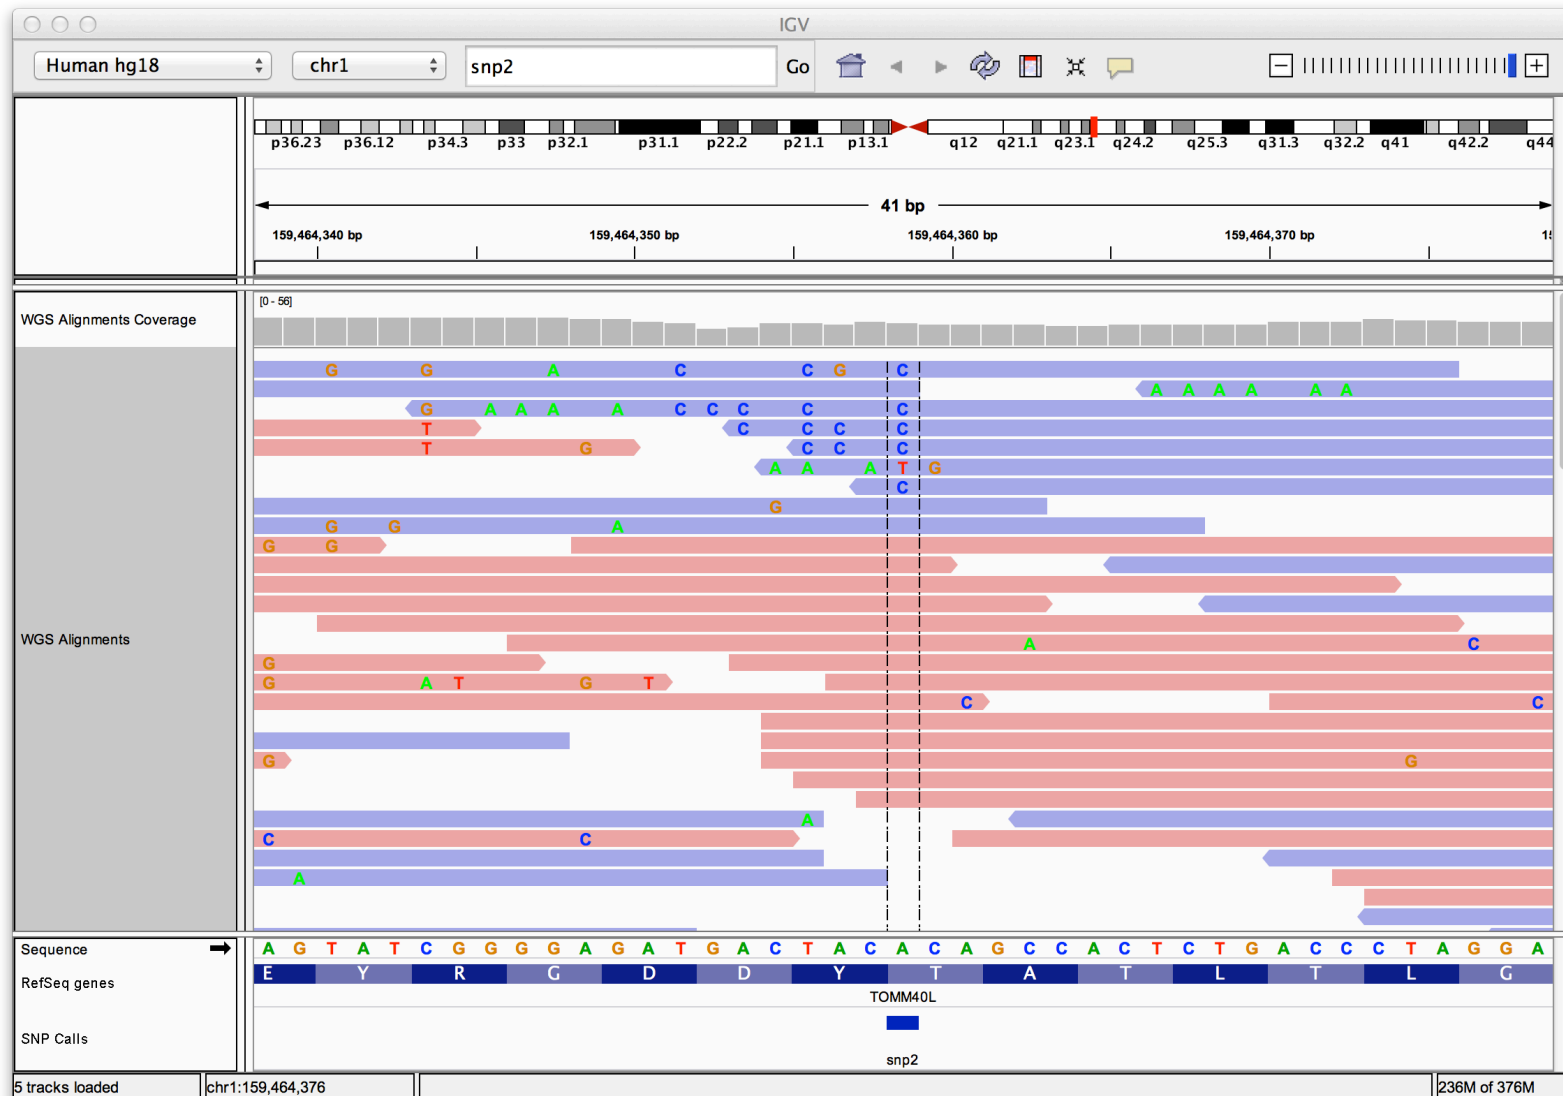 IGV
Human hg18 chr1 snp2 Go
p36.23 p36.12 p34.3 p33 p32.1 p31.1 p22.2 p21.1 p13.1 q12 q21.1 q23.1 q24.2 q25.3 q31.3 q32.2 q41 q42.2 q44
41 bp
159,464,340 bp 159,464,350 bp 159,464,360 bp 159,464,370 bp
[0 - 56]
WGS Alignments Coverage
G G A C C G C
A A A A A A
G A A A A C C C C C
T C C C C
T G C C C
A A A T G
C
G
G G A
G G
WGS Alignments
A C
G
G A T G T
C C
G G
A
C C
A
Sequence A G T A T C G G G G A G A T G A C T A C A C A G C C A C T C T G A C C C T A G G A
RefSeq genes E Y R G D D Y T A T L T L G
TOMM40L
SNP Calls
snp2
5 tracks loaded chr1:159,464,376 236M of 376M